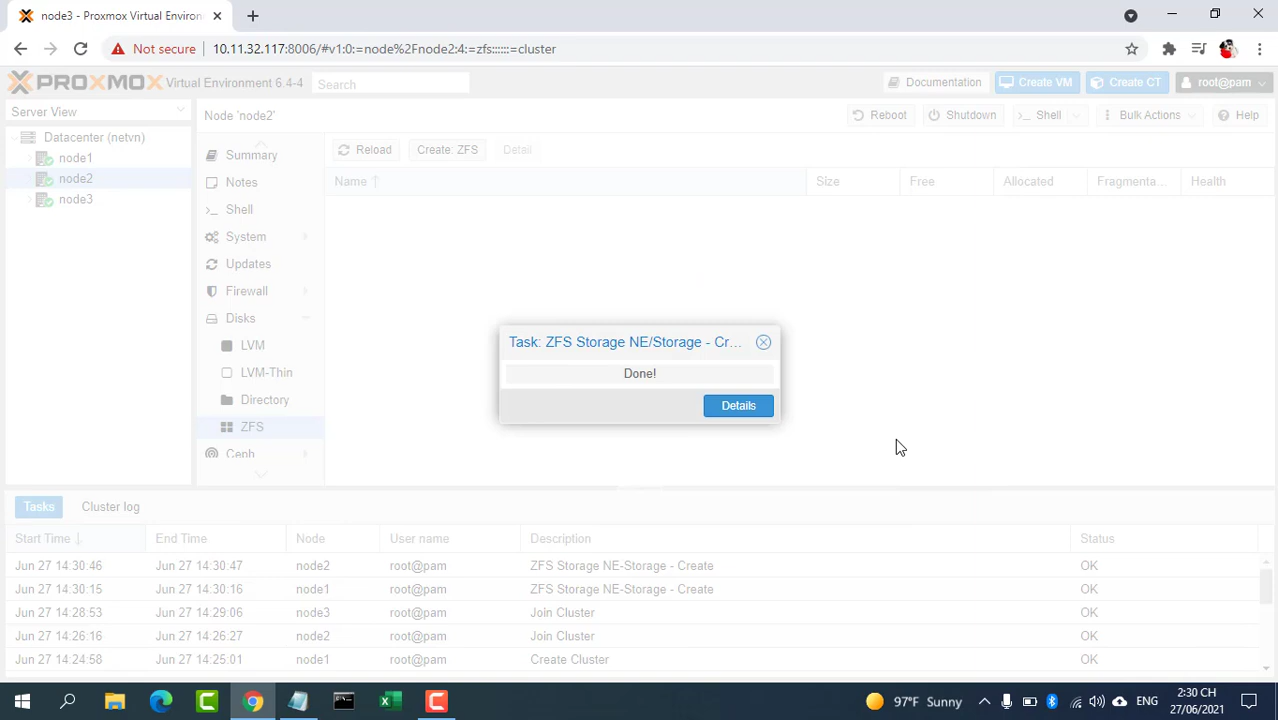 node3 - Proxmox Virtual Environ
Not secure
10.11.32.117:8006/#v1:0:=node%2Fnode2:4:=zfs::::::=cluster
PROXMOX Virtual Environment 6.4-4
Search
Documentation
Create VM
Create CT
root@pam
Server View
Datacenter (netvn)
node1
node2
node3
Node 'node2'
Reboot
Shutdown
Shell
Bulk Actions
Help
Summary
Notes
Shell
System
Updates
Firewall
Disks
LVM
LVM-Thin
Directory
ZFS
Ceph
Reload
Create: ZFS
Detail
Name
Size
Free
Allocated
Fragmenta...
Health
Task: ZFS Storage NE/Storage - Cr...
Done!
Details
Tasks
Cluster log
Start Time
End Time
Node
User name
Description
Status
Jun 27 14:30:46 Jun 27 14:30:47 node2 root@pam ZFS Storage NE-Storage - Create OK
Jun 27 14:30:15 Jun 27 14:30:16 node1 root@pam ZFS Storage NE-Storage - Create OK
Jun 27 14:28:53 Jun 27 14:29:06 node3 root@pam Join Cluster OK
Jun 27 14:26:16 Jun 27 14:26:27 node2 root@pam Join Cluster OK
Jun 27 14:24:58 Jun 27 14:25:01 node1 root@pam Create Cluster OK
97°F Sunny
ENG
2:30 CH
27/06/2021